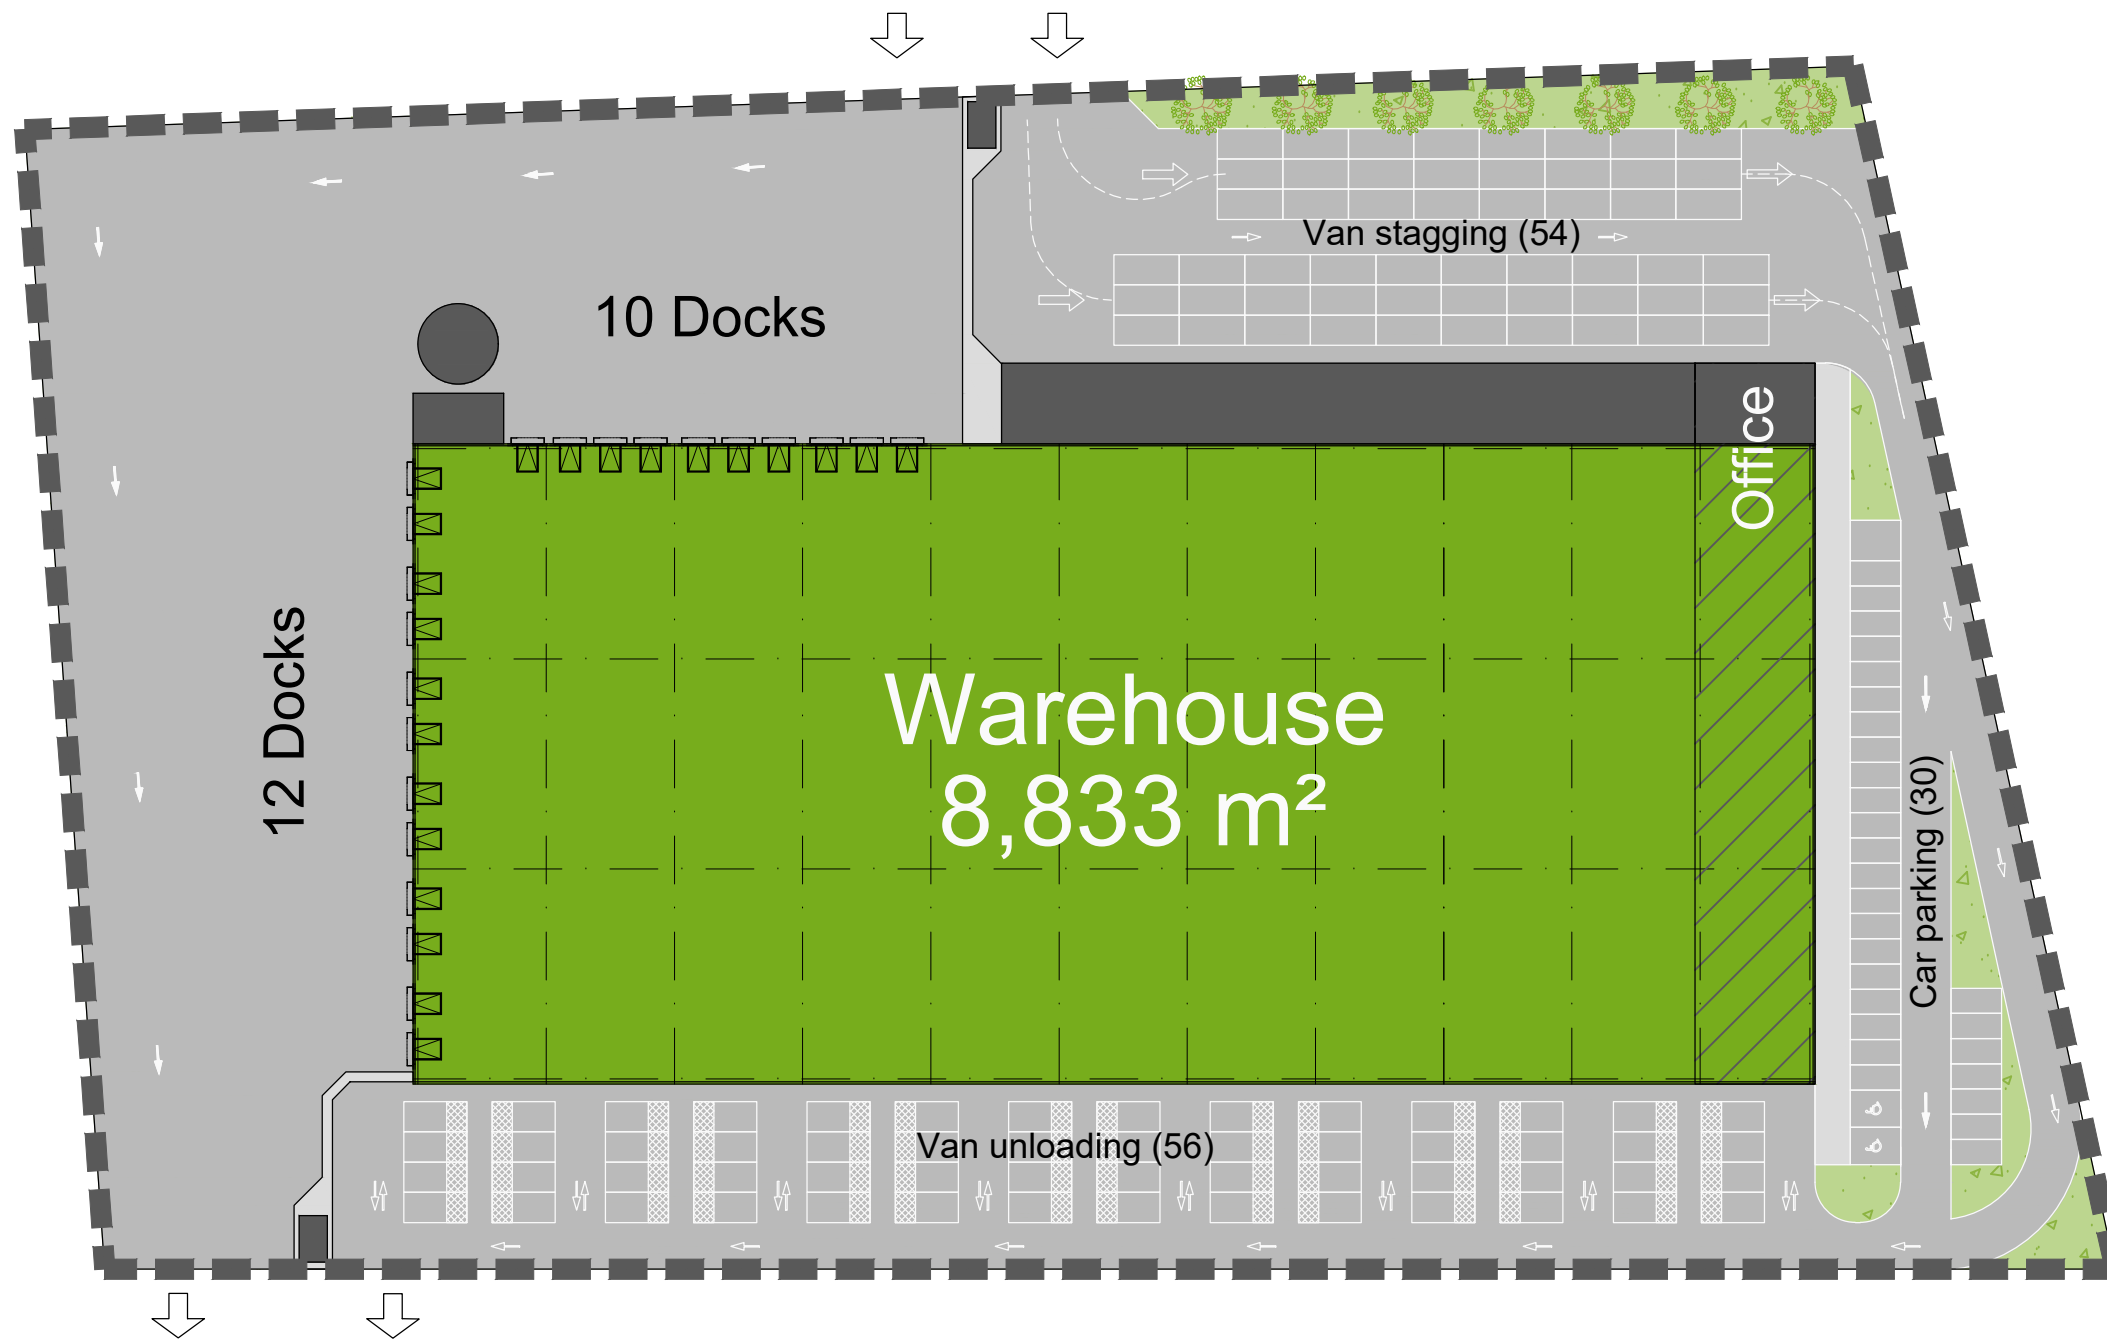 Van stagging (54)
10 Docks
Office
12 Docks
Warehouse
8,833 m²
Car parking (30)
Van unloading (56)